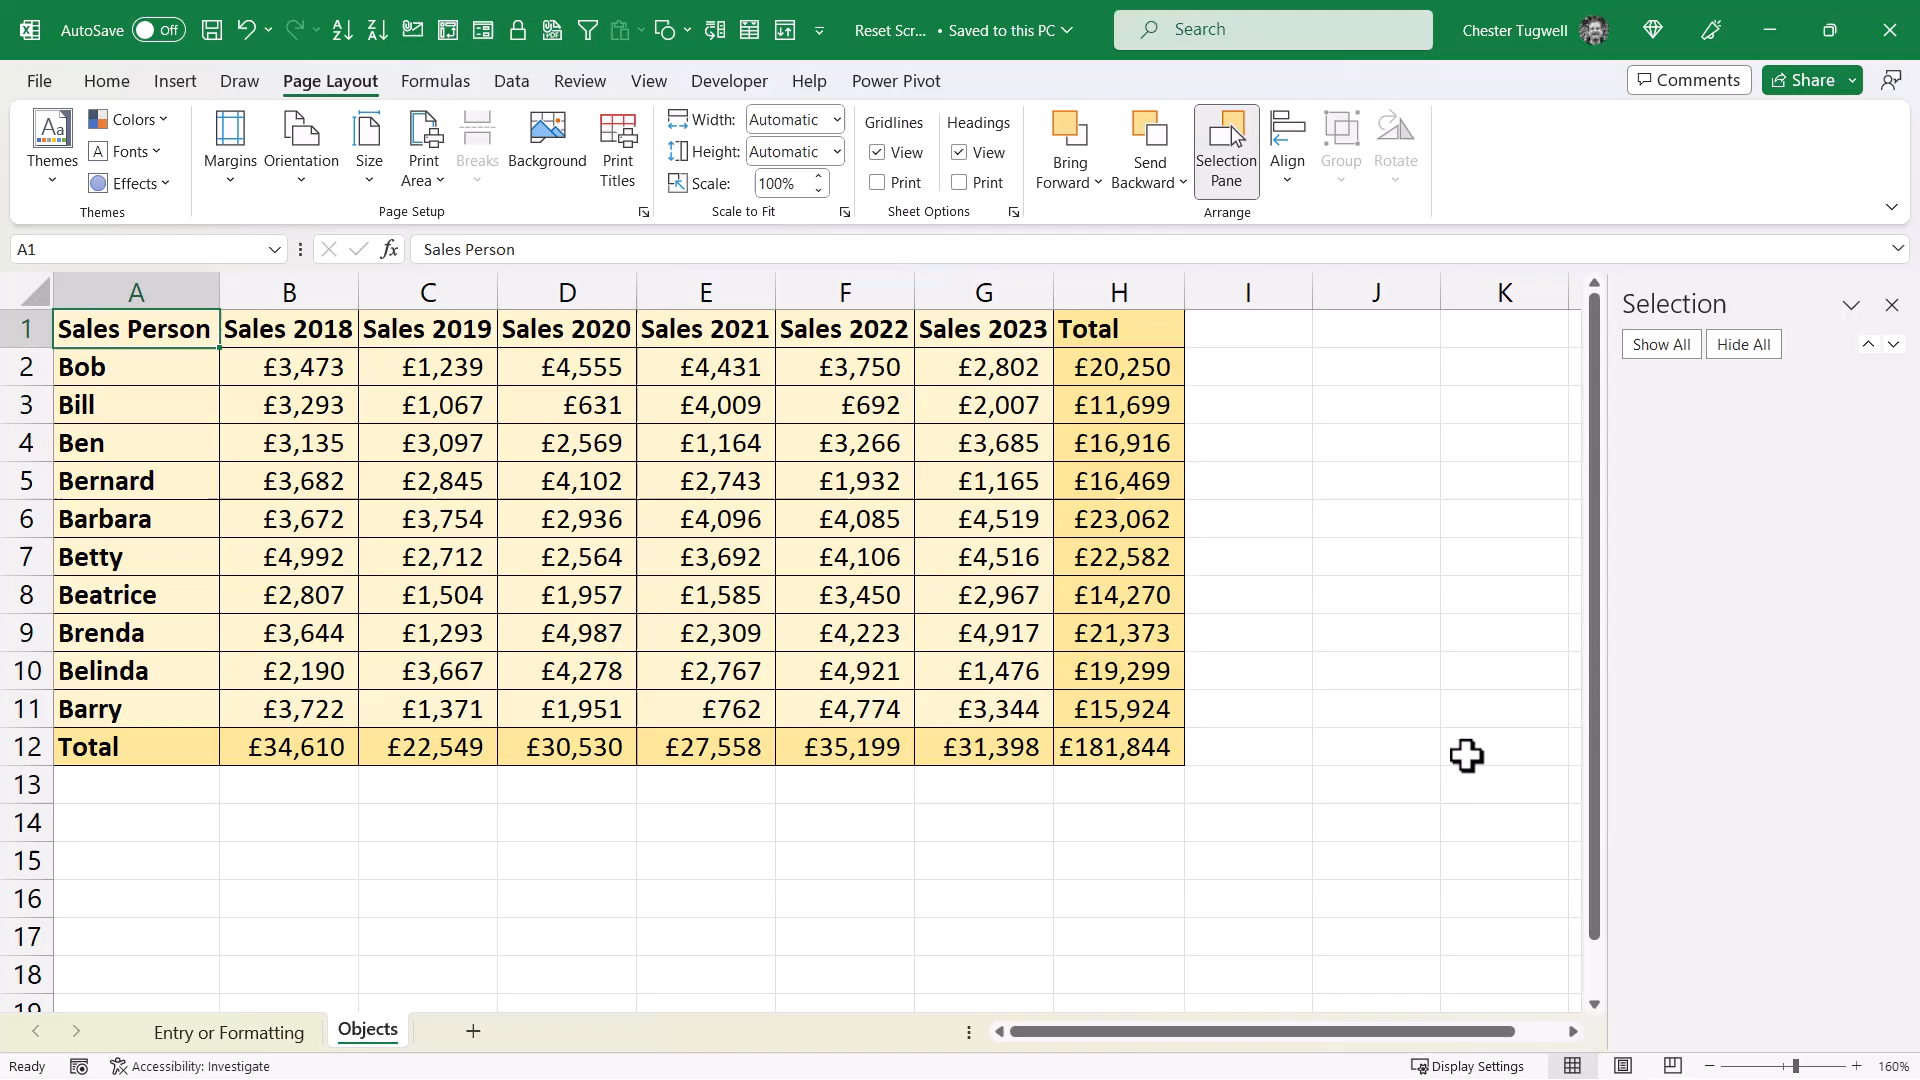 AutoSave Off Reset Scr... • Saved to this PC Search Chester Tugwell
File Home Insert Draw Page Layout Formulas Data Review View Developer Help Power Pivot Comments Share
Themes
Aa
Colors
A Fonts
Effects
Themes
Margins Orientation Size Print Area Breaks Background Print Titles
Page Setup
Width: Automatic
Height: Automatic
Scale: 100%
Scale to Fit
Gridlines Headings
View View
Print Print
Sheet Options
Bring Forward Send Backward Selection Pane Align Group Rotate
Arrange
A1 fx Sales Person
A B C D E F G H I J K
1 Sales Person Sales 2018 Sales 2019 Sales 2020 Sales 2021 Sales 2022 Sales 2023 Total
2 Bob £3,473 £1,239 £4,555 £4,431 £3,750 £2,802 £20,250
3 Bill £3,293 £1,067 £631 £4,009 £692 £2,007 £11,699
4 Ben £3,135 £3,097 £2,569 £1,164 £3,266 £3,685 £16,916
5 Bernard £3,682 £2,845 £4,102 £2,743 £1,932 £1,165 £16,469
6 Barbara £3,672 £3,754 £2,936 £4,096 £4,085 £4,519 £23,062
7 Betty £4,992 £2,712 £2,564 £3,692 £4,106 £4,516 £22,582
8 Beatrice £2,807 £1,504 £1,957 £1,585 £3,450 £2,967 £14,270
9 Brenda £3,644 £1,293 £4,987 £2,309 £4,223 £4,917 £21,373
10 Belinda £2,190 £3,667 £4,278 £2,767 £4,921 £1,476 £19,299
11 Barry £3,722 £1,371 £1,951 £762 £4,774 £3,344 £15,924
12 Total £34,610 £22,549 £30,530 £27,558 £35,199 £31,398 £181,844
13
14
15
16
17
18
19
Selection
Show All Hide All
Entry or Formatting Objects
Ready Accessibility: Investigate Display Settings 160%